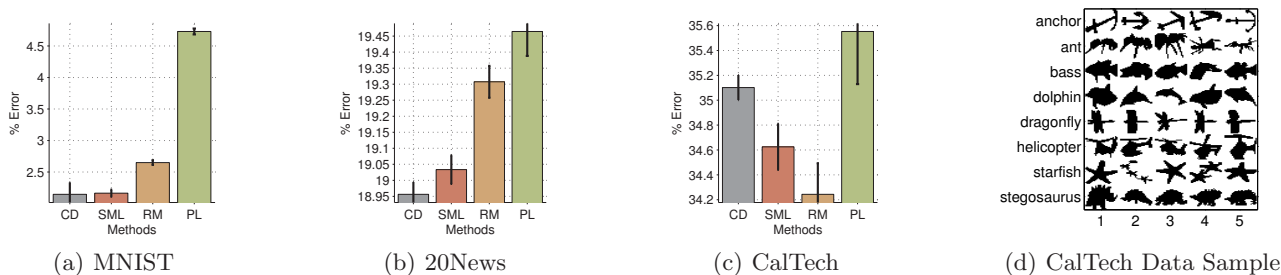 % Error
4.5
4
3.5
3
2.5
CD SML RM PL
Methods
(a) MNIST
% Error
19.45
19.4
19.35
19.3
19.25
19.2
19.15
19.1
19.05
19
18.95
CD SML RM PL
Methods
(b) 20News
% Error
35.6
35.4
35.2
35
34.8
34.6
34.4
34.2
CD SML RM PL
Methods
(c) CalTech
anchor
ant
bass
dolphin
dragonfly
helicopter
starfish
stegosaurus
1 2 3 4 5
(d) CalTech Data Sample